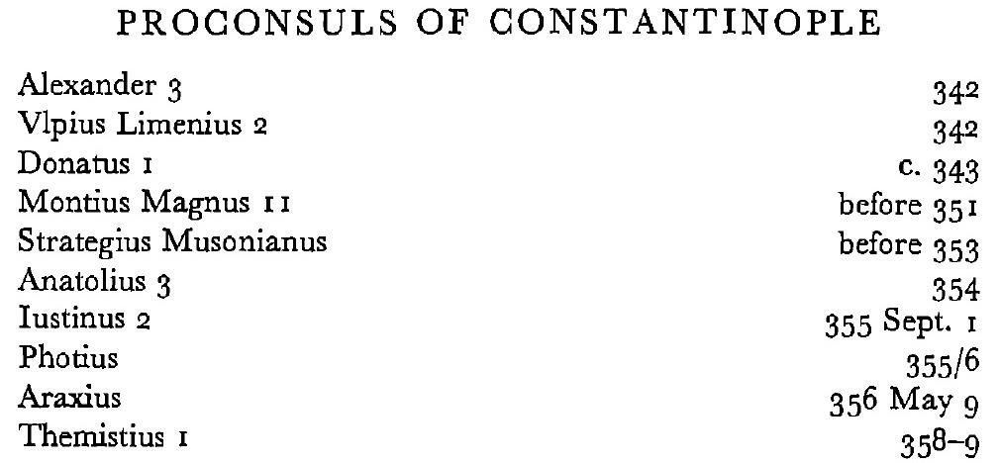 PROCONSULS OF CONSTANTINOPLE
Alexander 3 342
Vlpius Limenius 2 342
Donatus 1 c. 343
Montius Magnus 11 before 351
Strategius Musonianus before 353
Anatolius 3 354
Iustinus 2 355 Sept. 1
Photius 355/6
Araxius 356 May 9
Themistius 1 358–9